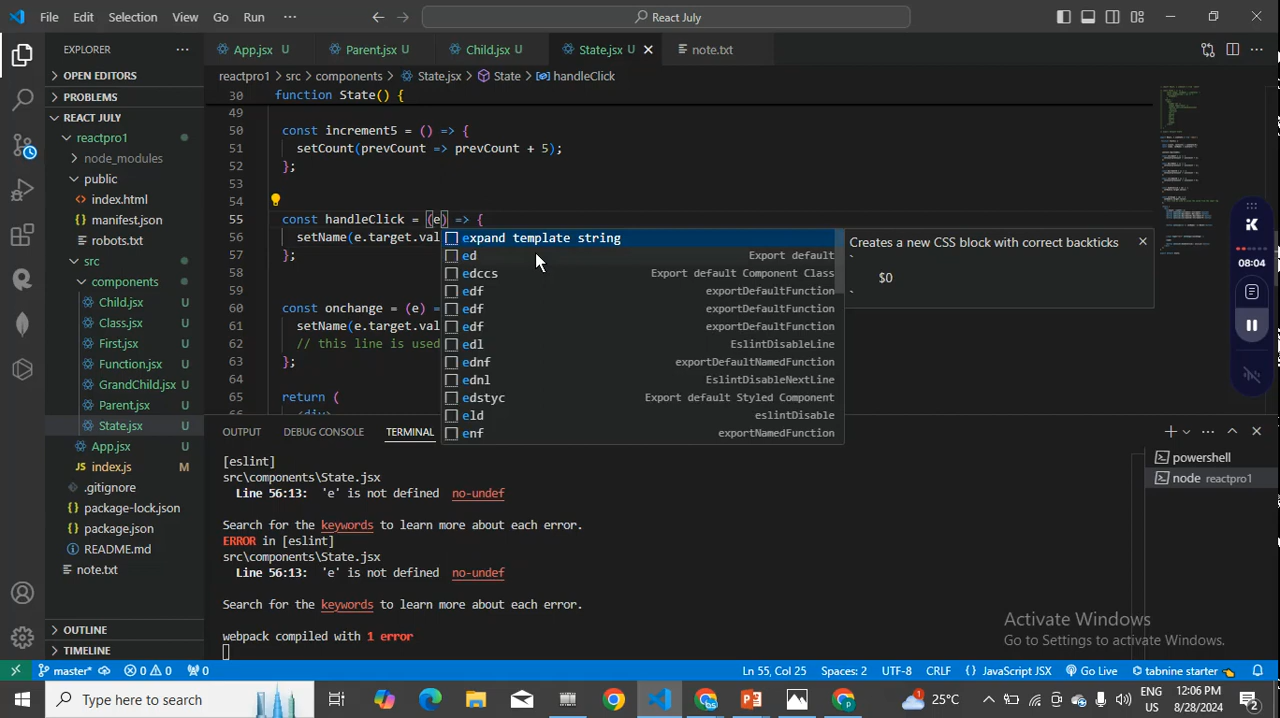 File Edit Selection View Go Run ··· React July
EXPLORER ··· App.jsx U Parent.jsx U Child.jsx U State.jsx U note.txt
OPEN EDITORS
PROBLEMS
REACT JULY
reactpro1
node_modules
public
index.html
manifest.json
robots.txt
src
components
Child.jsx U
Class.jsx U
First.jsx U
Function.jsx U
GrandChild.jsx U
Parent.jsx U
State.jsx U
App.jsx U
index.js M
.gitignore
package-lock.json
package.json
README.md
note.txt
OUTLINE
TIMELINE
reactpro1 > src > components > State.jsx > State > handleClick
30 function State() {
49
50 const increment5 = () => {
51 setCount(prevCount => prevCount + 5);
52 };
53
54
55 const handleClick = (e) => {
56 setName(e.target.val
57 };
58
59
60 const onchange = (e) =
61 setName(e.target.val
62 // this line is used
63 };
64
65 return (
66 <div>
expand template string
ed Export default
edccs Export default Component Class
edf exportDefaultFunction
edf exportDefaultFunction
edf exportDefaultFunction
edl EslintDisableLine
ednf exportDefaultNamedFunction
ednl EslintDisableNextLine
edstyc Export default Styled Component
eld eslintDisable
enf exportNamedFunction
Creates a new CSS block with correct backticks
`
$0
`
08:04
OUTPUT DEBUG CONSOLE TERMINAL
powershell
node reactpro1
[eslint]
src\components\State.jsx
Line 56:13: 'e' is not defined no-undef
Search for the keywords to learn more about each error.
ERROR in [eslint]
src\components\State.jsx
Line 56:13: 'e' is not defined no-undef
Search for the keywords to learn more about each error.
webpack compiled with 1 error
Activate Windows
Go to Settings to activate Windows.
master* 0 0 0 Ln 55, Col 25 Spaces: 2 UTF-8 CRLF {} JavaScript JSX Go Live tabnine starter
Type here to search 25°C ENG US 12:06 PM 8/28/2024 2